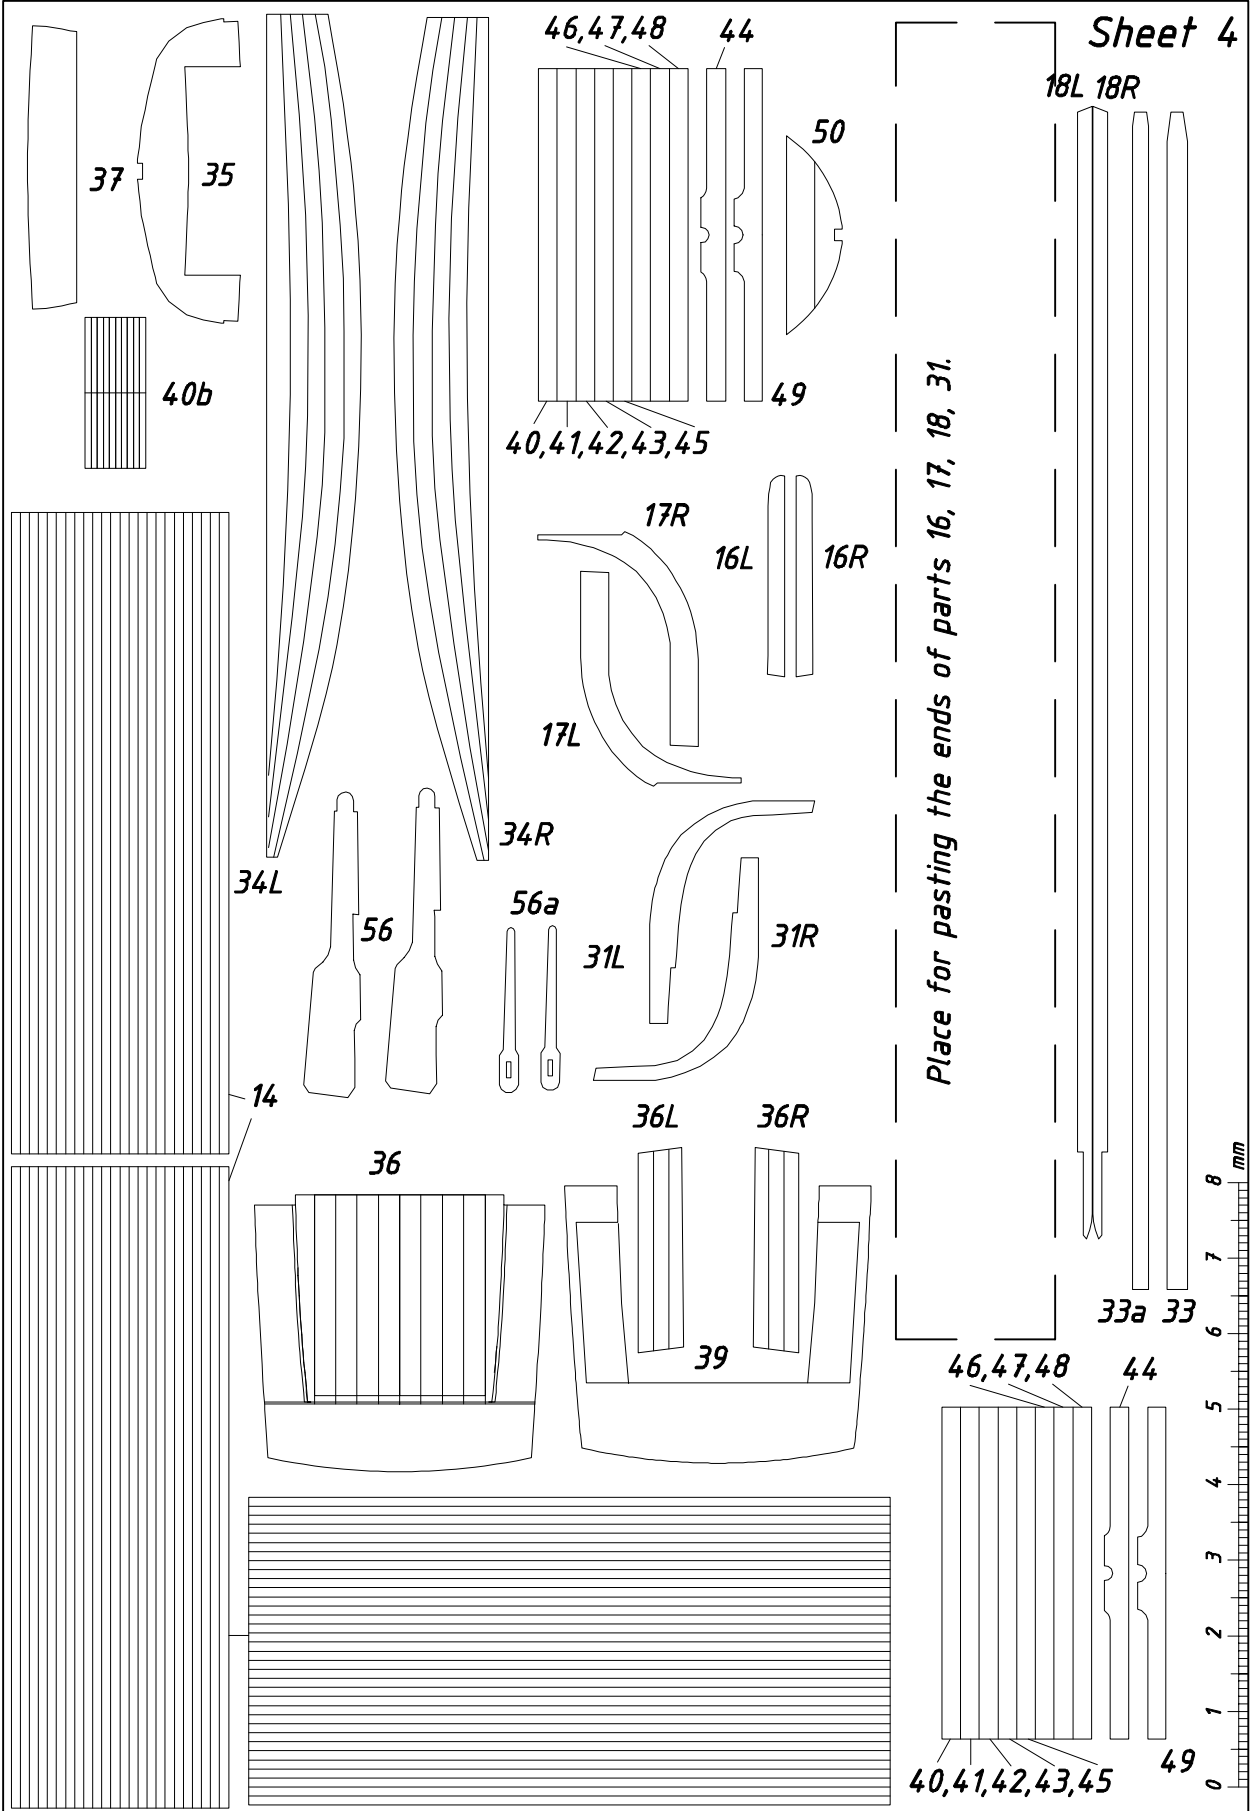 Sheet 4
46,47,48
44
18L 18R
50
37
35
40b
49
40,41,42,43,45
17R
16L
16R
Place for pasting the ends of parts 16, 17, 18, 31.
17L
34R
34L
56a
56
31L
31R
14
36L
36R
36
39
33a
33
46,47,48
44
49
40,41,42,43,45
mm
8
7
6
5
4
3
2
1
0